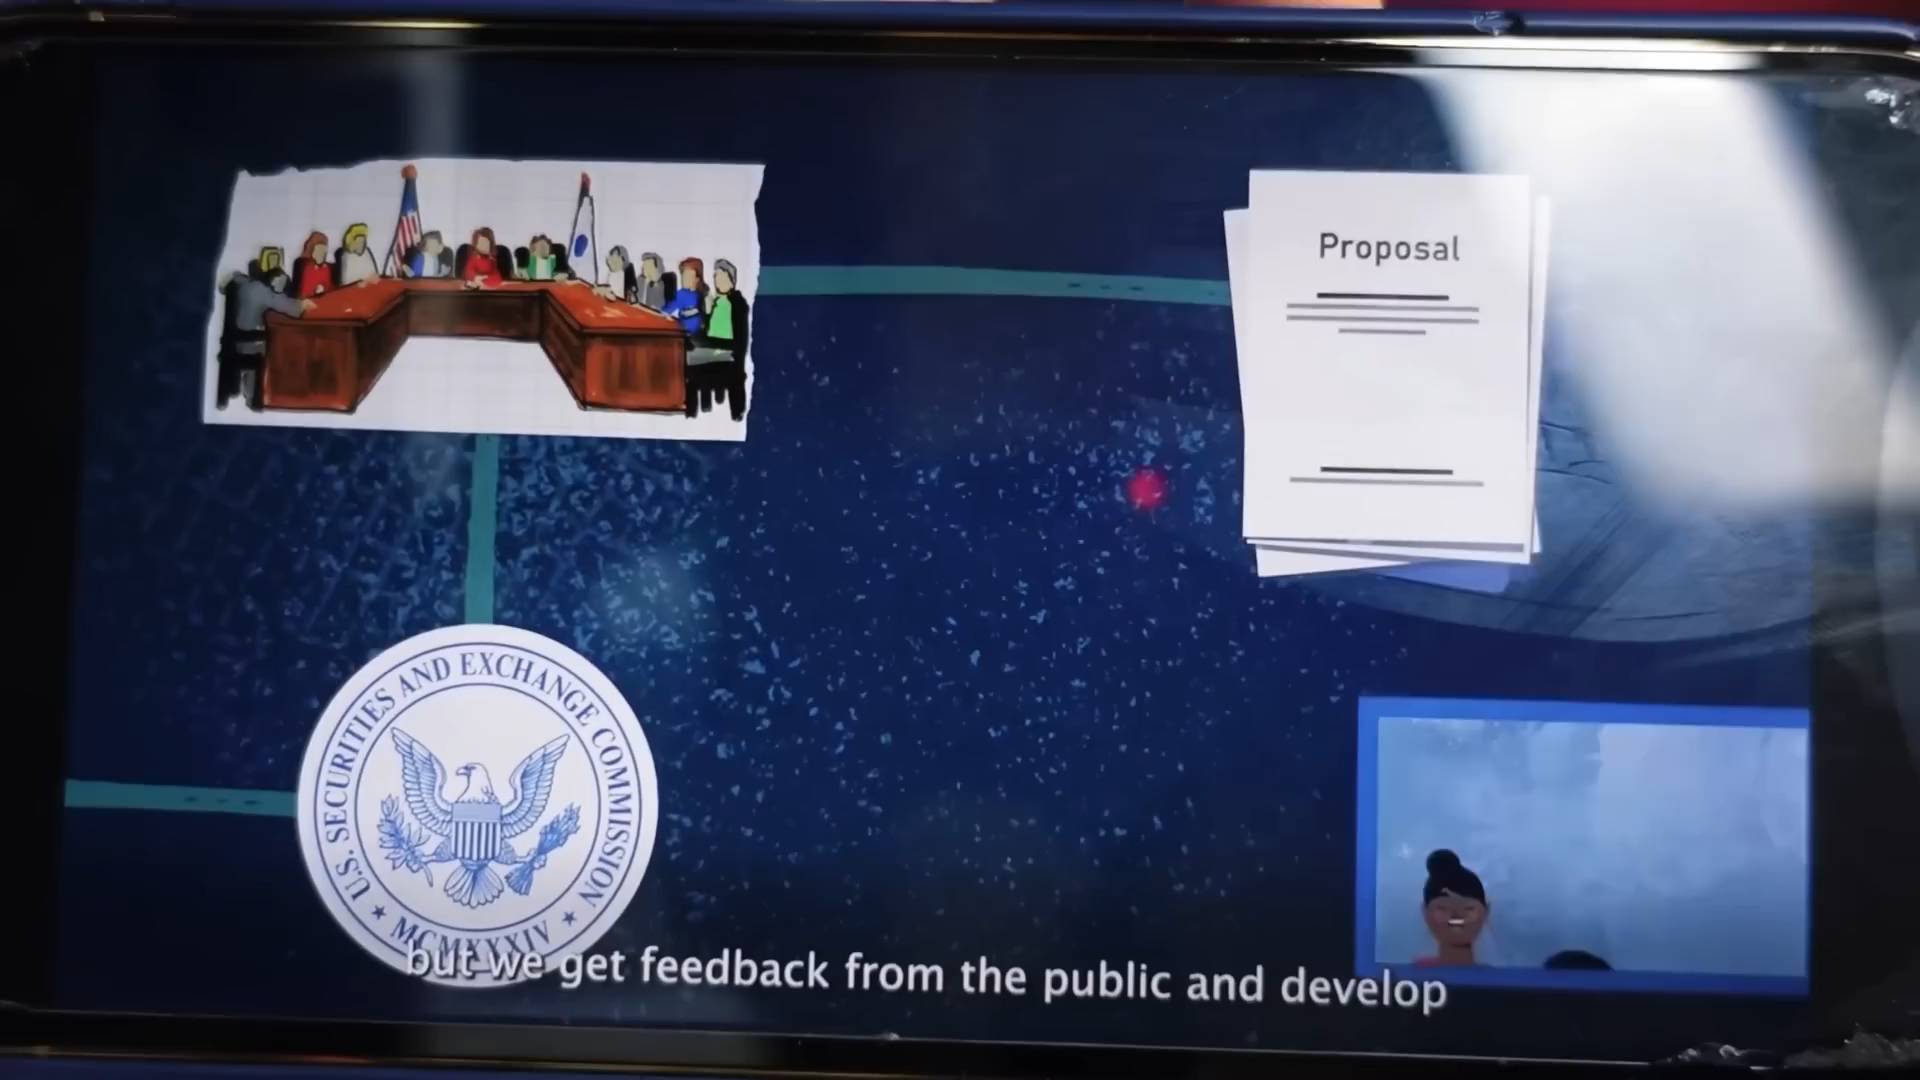 Proposal
U.S. SECURITIES AND EXCHANGE COMMISSION
MCMXXXIV
but we get feedback from the public and develop